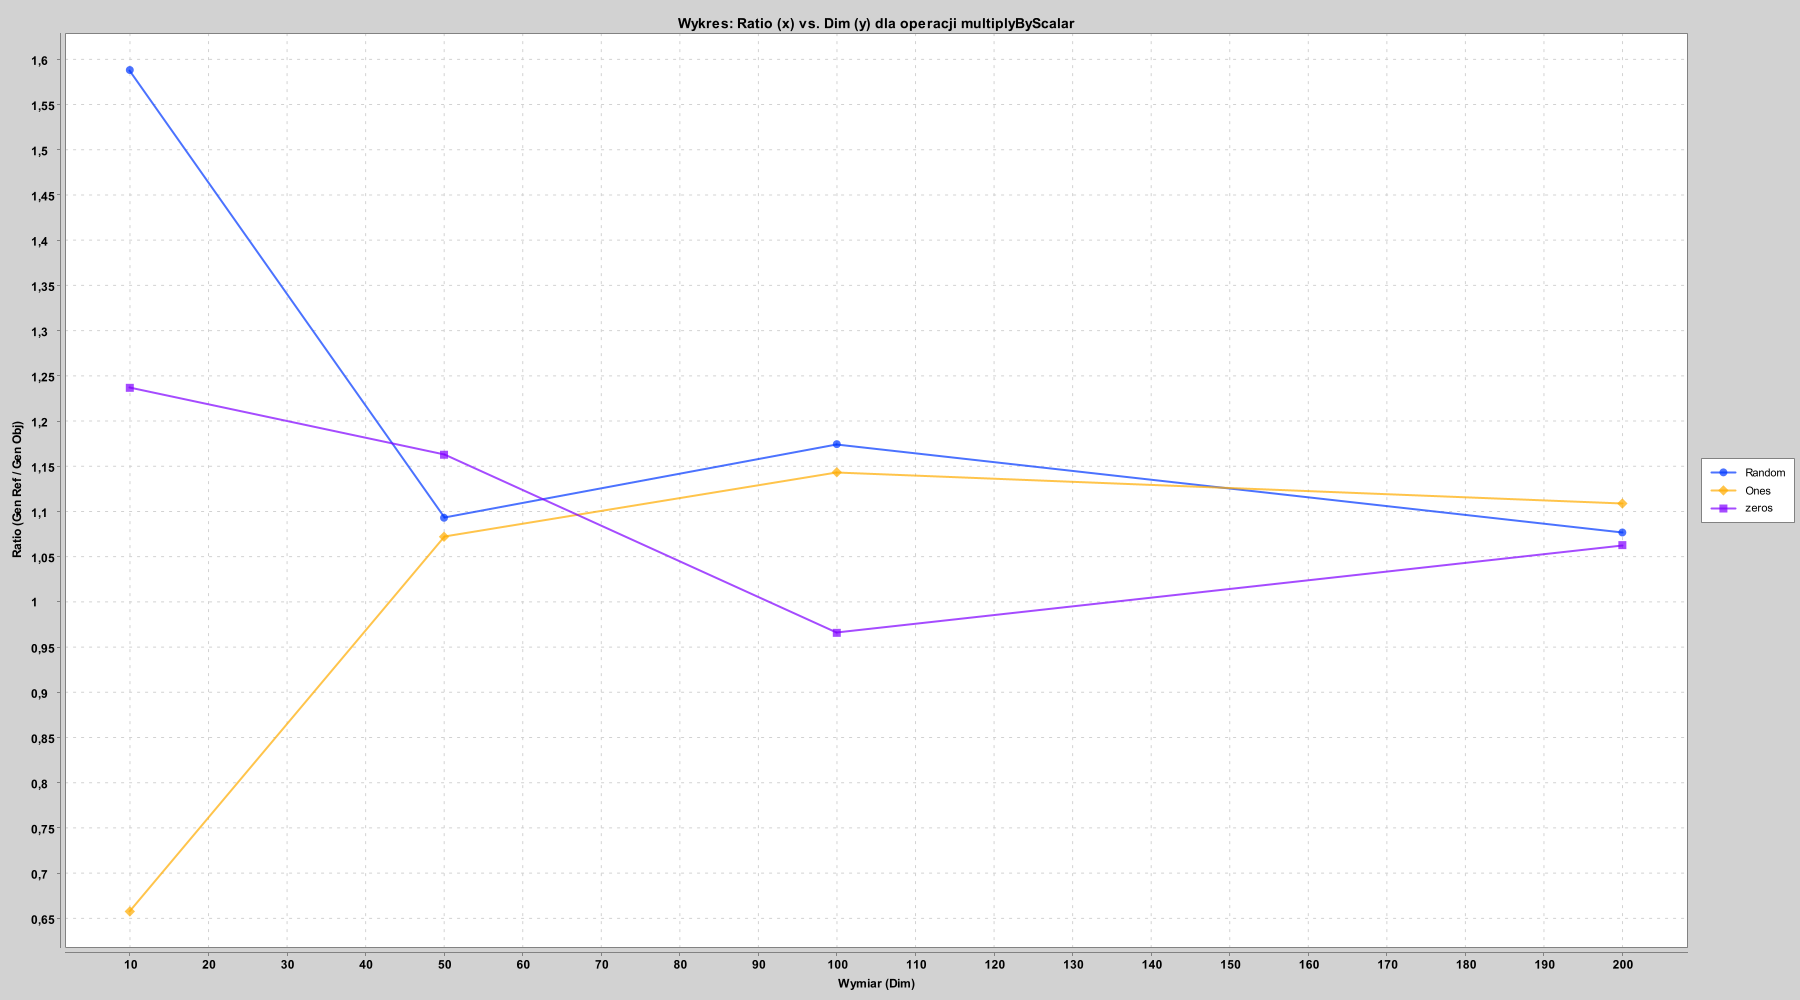 Wykres: Ratio (x) vs. Dim (y) dla operacji multiplyByScalar
Ratio (Gen Ref / Gen Obj)
1,6
1,55
1,5
1,45
1,4
1,35
1,3
1,25
1,2
1,15
1,1
1,05
1
0,95
0,9
0,85
0,8
0,75
0,7
0,65
10 20 30 40 50 60 70 80 90 100 110 120 130 140 150 160 170 180 190 200
Wymiar (Dim)
Random
Ones
zeros